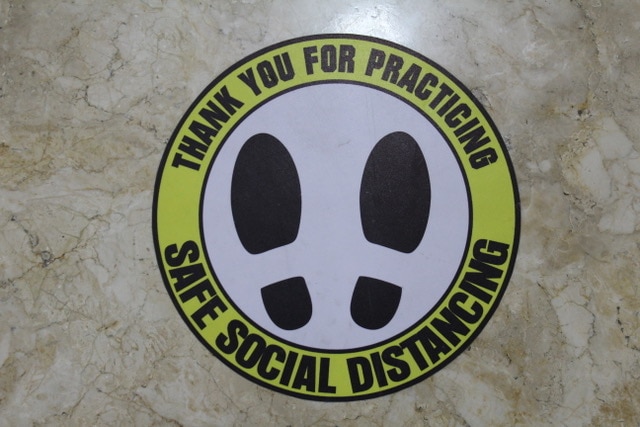 THANK YOU FOR PRACTICING
SAFE SOCIAL DISTANCING